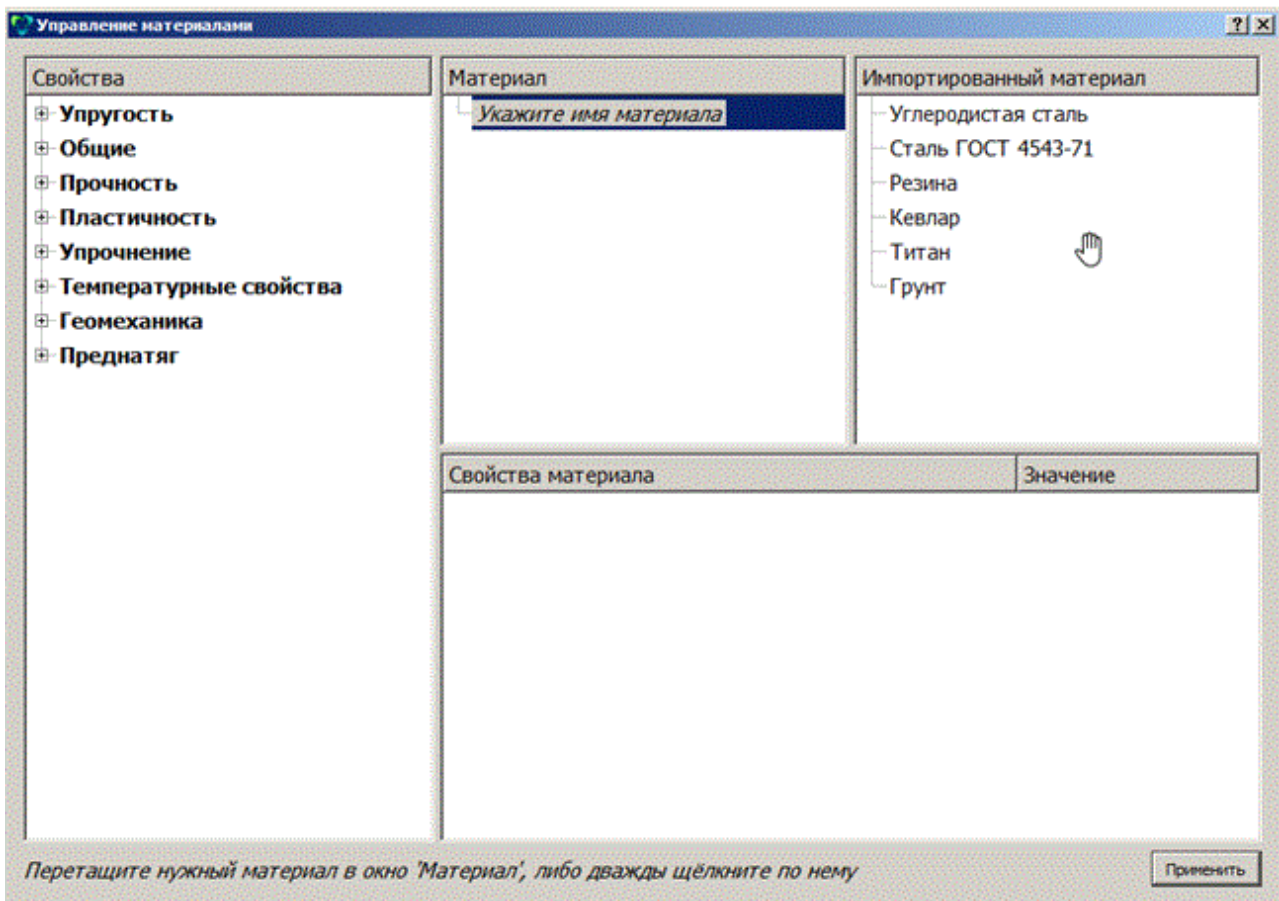 Управление материалами
Свойства
Упругость
Общие
Прочность
Пластичность
Упрочнение
Температурные свойства
Геомеханика
Преднатяг
Материал
Укажите имя материала
Импортированный материал
Углеродистая сталь
Сталь ГОСТ 4543-71
Резина
Кевлар
Титан
Грунт
Свойства материала
Значение
Перетащите нужный материал в окно 'Материал', либо дважды щёлкните по нему
Применить